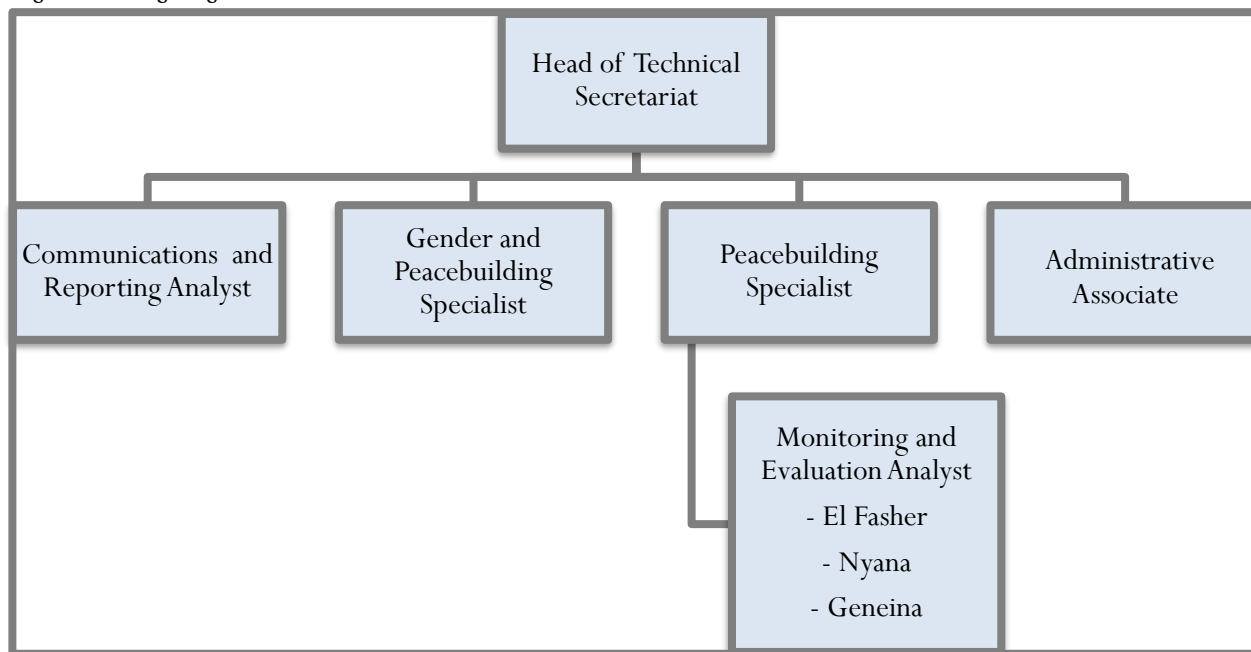 Head of Technical
Secretariat
Communications and
Reporting Analyst
Gender and
Peacebuilding
Specialist
Peacebuilding
Specialist
Administrative
Associate
Monitoring and
Evaluation Analyst
- El Fasher
- Nyana
- Geneina